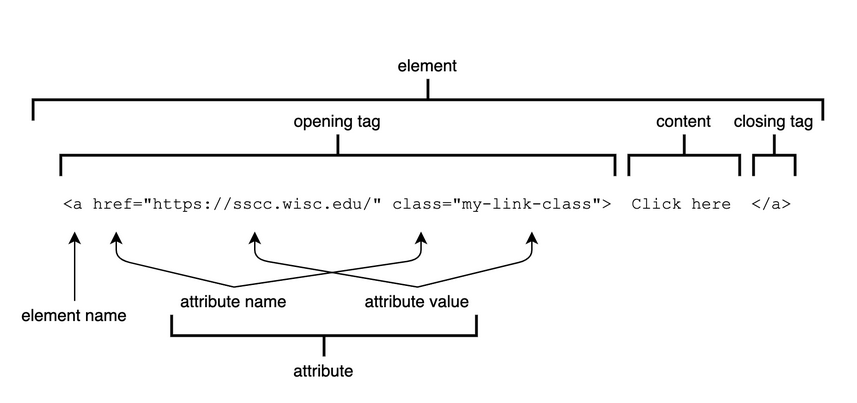 element
opening tag content closing tag
<a href="https://sscc.wisc.edu/" class="my-link-class"> Click here </a>
attribute name attribute value
element name
attribute